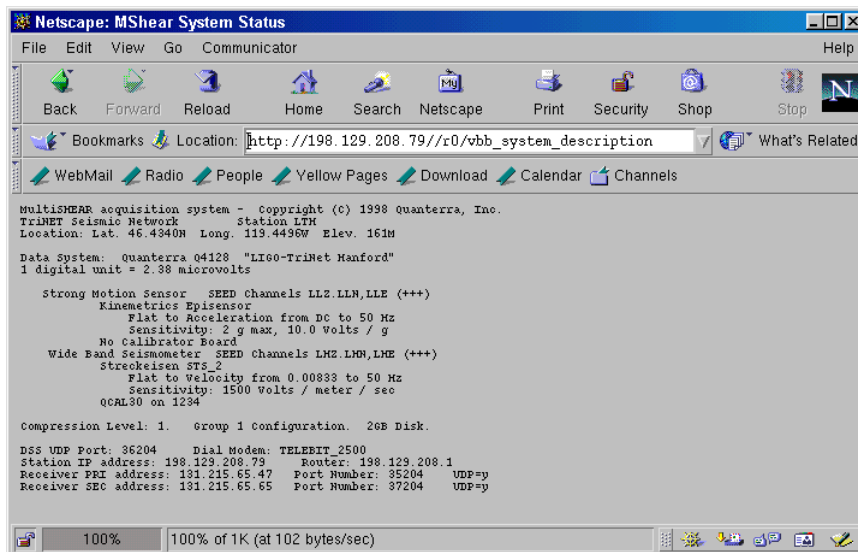 Netscape: MShear System Status
File Edit View Go Communicator Help
Back Forward Reload Home Search Netscape Print Security Shop Stop
My
N
Bookmarks Location: http://198.129.208.79//r0/vbb_system_description What's Related
WebMail Radio People Yellow Pages Download Calendar Channels
MultiSHEAR acquisition system - Copyright (C) 1998 Quanterra, Inc.
TriNET Seismic Network Station LTH
Location: Lat. 46.4340N Long. 119.4496W Elev. 161M
Data System: Quanterra Q4128 "LIGO-TriNet Hanford"
1 digital unit = 2.38 microvolts
Strong Motion Sensor SEED Channels LLZ.LLN,LLE (+++)
Kinemetrics Episensor
Flat to Acceleration from DC to 50 Hz
Sensitivity: 2 g max, 10.0 Volts / g
No Calibrator Board
Wide Band Seismometer SEED Channels LHZ.LHN,LHE (+++)
Streckeisen STS_2
Flat to Velocity from 0.00833 to 50 Hz
Sensitivity: 1500 Volts / meter / sec
QCAL30 on 1234
Compression Level: 1. Group 1 Configuration. 2GB Disk.
DSS UDP Port: 36204 Dial Modem: TELEBIT_2500
Station IP address: 198.129.208.79 Router: 198.129.208.1
Receiver PRI address: 131.215.65.47 Port Number: 35204 UDP=y
Receiver SEC address: 131.215.65.65 Port Number: 37204 UDP=y
100% 100% of 1K (at 102 bytes/sec)